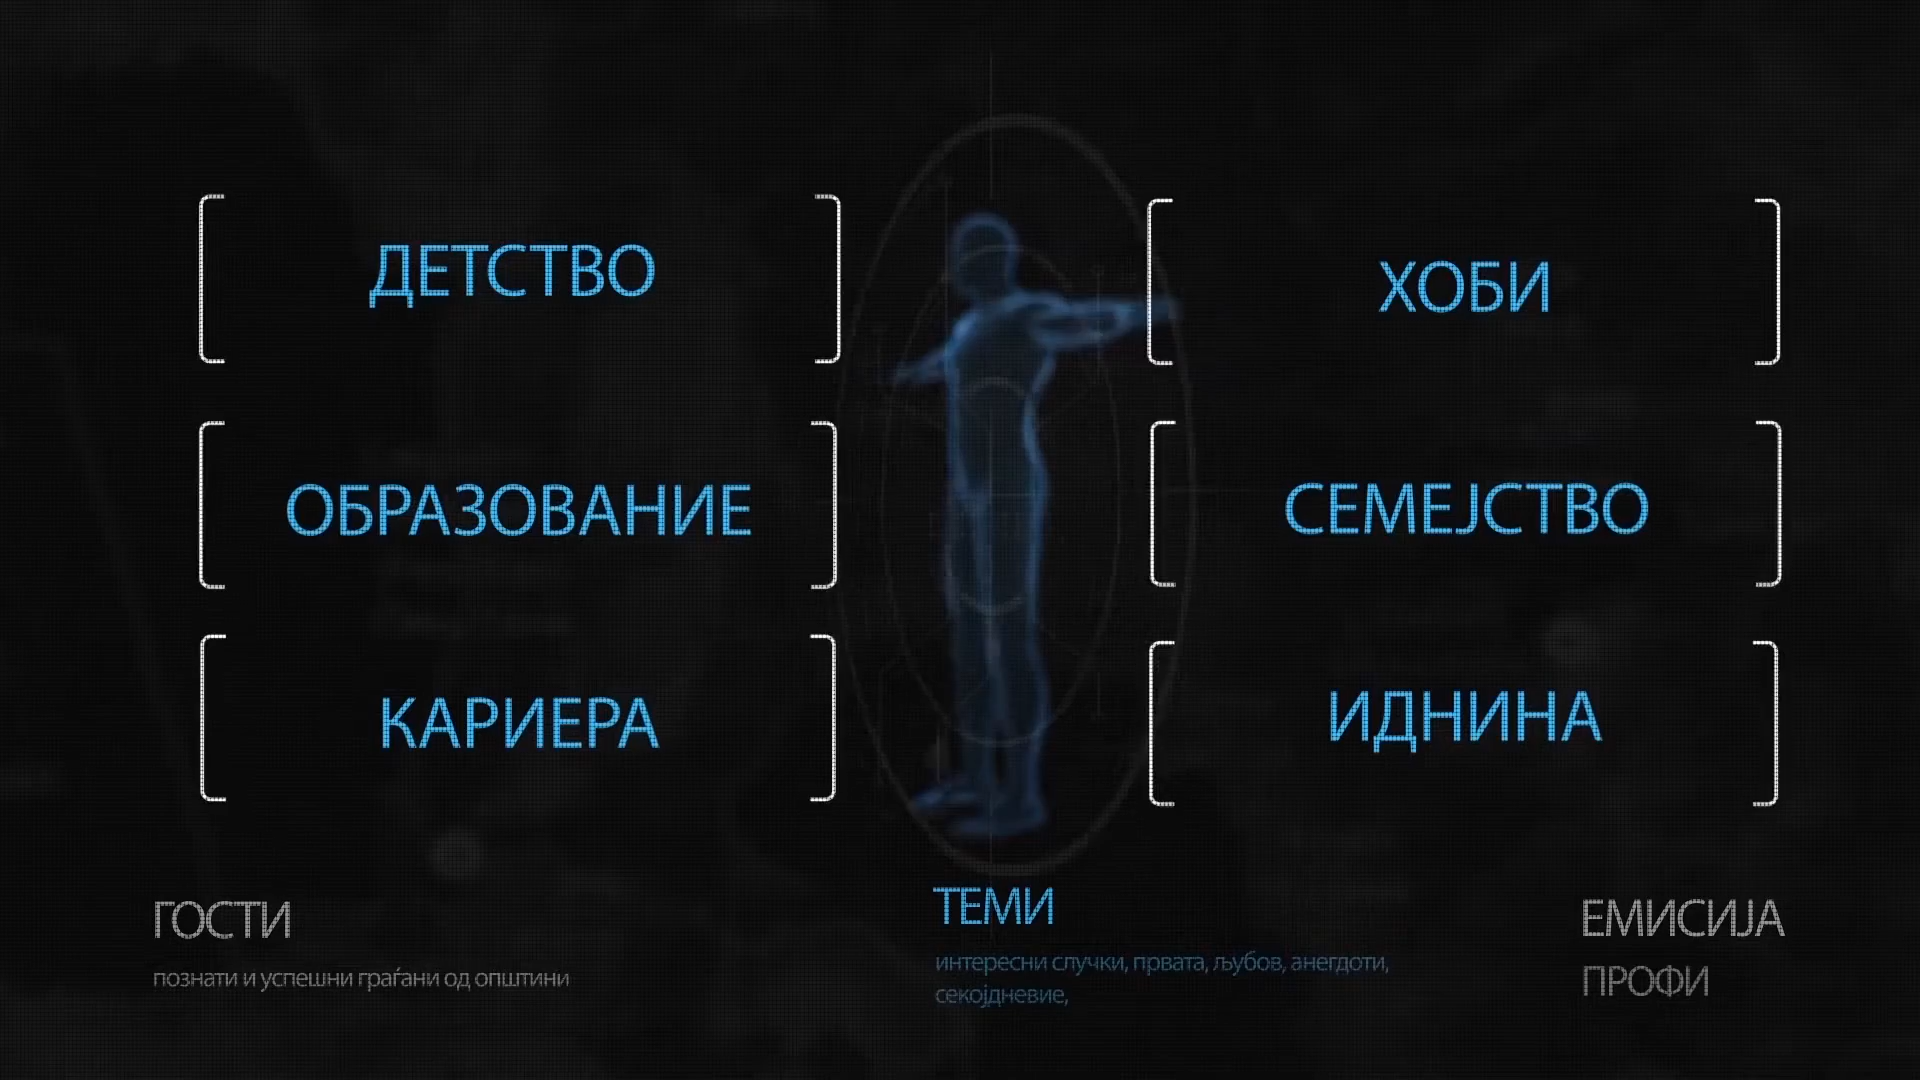 ДЕТСТВО
ХОБИ
ОБРАЗОВАНИЕ
СЕМЕЈСТВО
КАРИЕРА
ИДНИНА
ГОСТИ
познати и успешни граѓани од општини
ТЕМИ
интересни случки, првата, љубов, анегдоти,
секојдневие,
ЕМИСИЈА
ПРОФИ